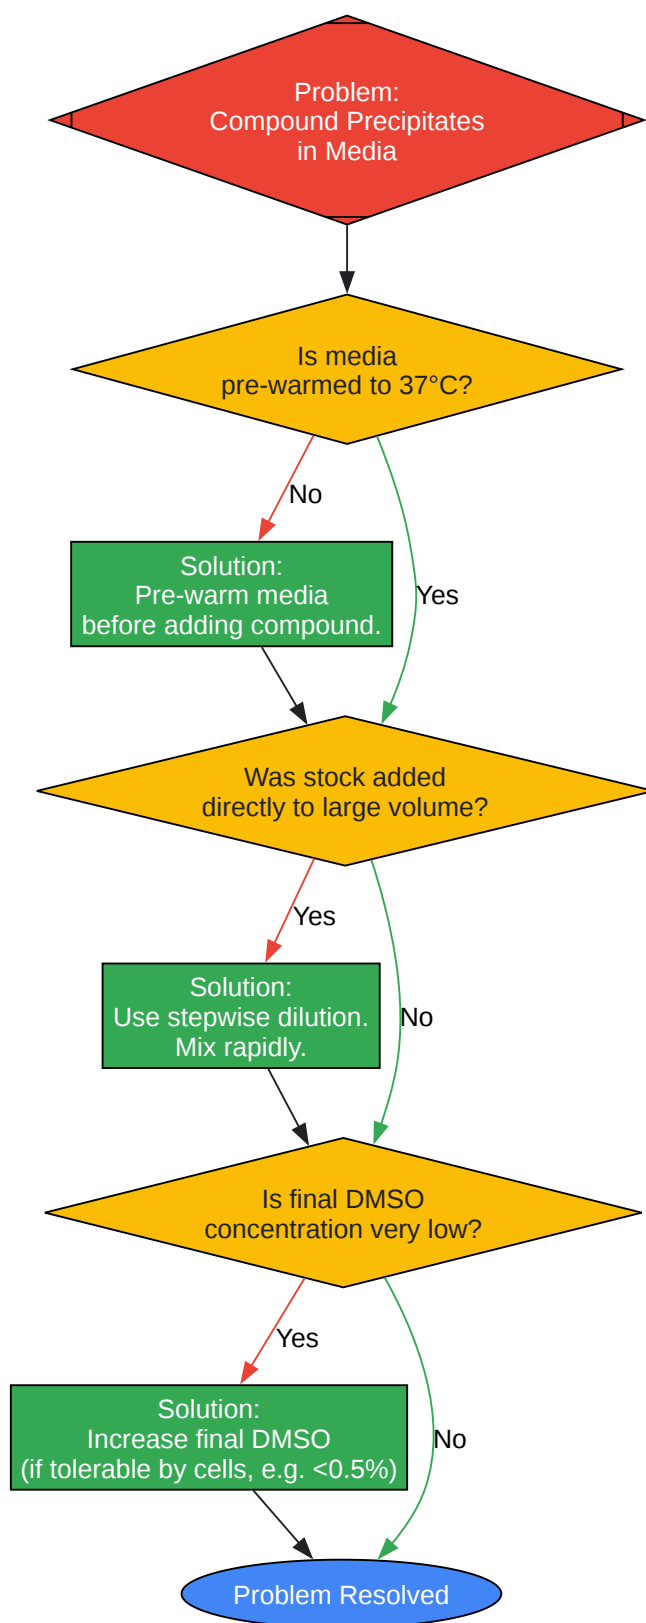 Problem:
Compound Precipitates
in Media
Is media
pre-warmed to 37°C?
No
Yes
Solution:
Pre-warm media
before adding compound.
Was stock added
directly to large volume?
Yes
No
Solution:
Use stepwise dilution.
Mix rapidly.
Is final DMSO
concentration very low?
Yes
No
Solution:
Increase final DMSO
(if tolerable by cells, e.g. <0.5%)
Problem Resolved